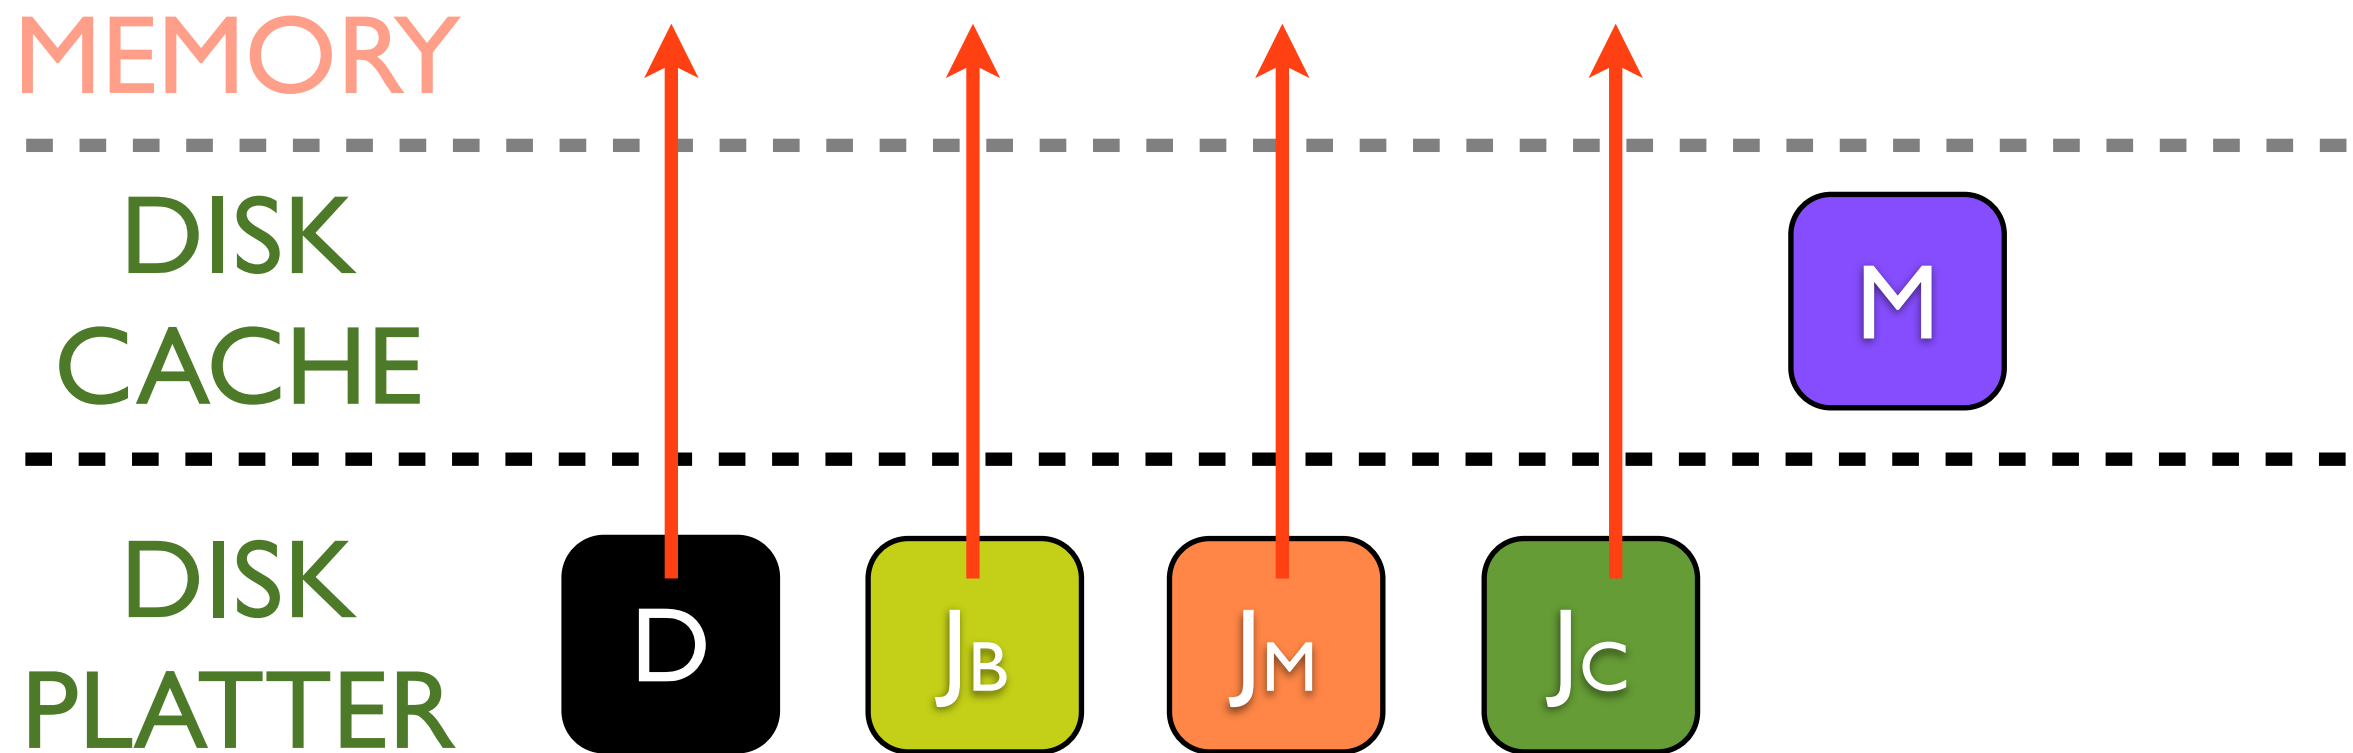 MEMORY
DISK
CACHE
M
DISK
PLATTER
D
JB
JM
JC